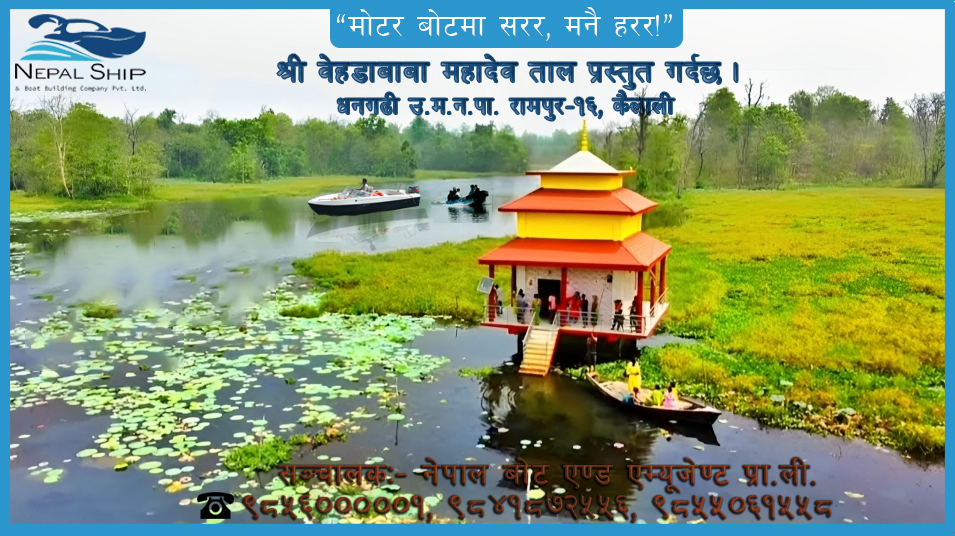 “मोटर बोटमा सरर, मनै हरर!”
NEPAL SHIP
& Boat Building Company Pvt. Ltd.
श्री वेहडाबाबा महादेव ताल प्रस्तुत गर्दछ ।
धनगढी उ.म.न.पा. रामपुर-१६, कैलाली
सञ्चालकः- नेपाल बोट एण्ड एम्यूजेण्ट प्रा.ली.
९८५६००००१, ९८४१८७२५५६, ९८५५०६१५५८